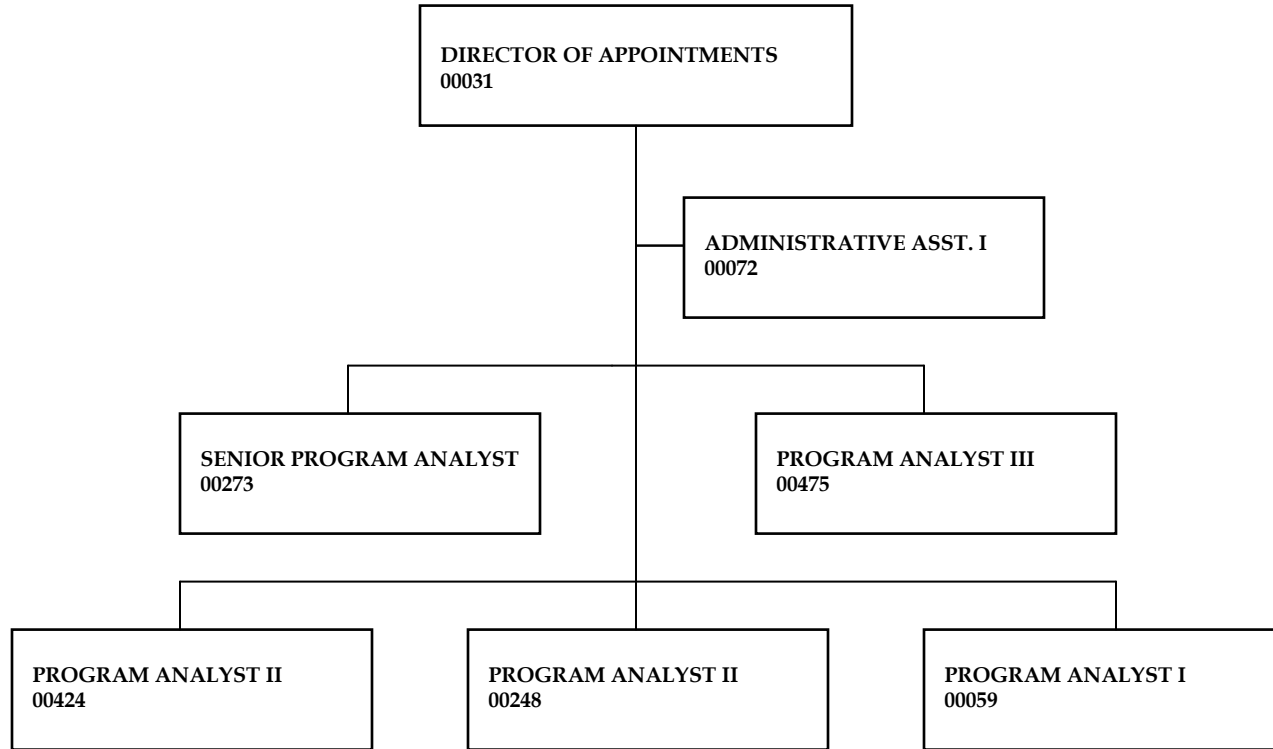 DIRECTOR OF APPOINTMENTS
00031
ADMINISTRATIVE ASST. I
00072
SENIOR PROGRAM ANALYST
00273
PROGRAM ANALYST III
00475
PROGRAM ANALYST II
00424
PROGRAM ANALYST II
00248
PROGRAM ANALYST I
00059